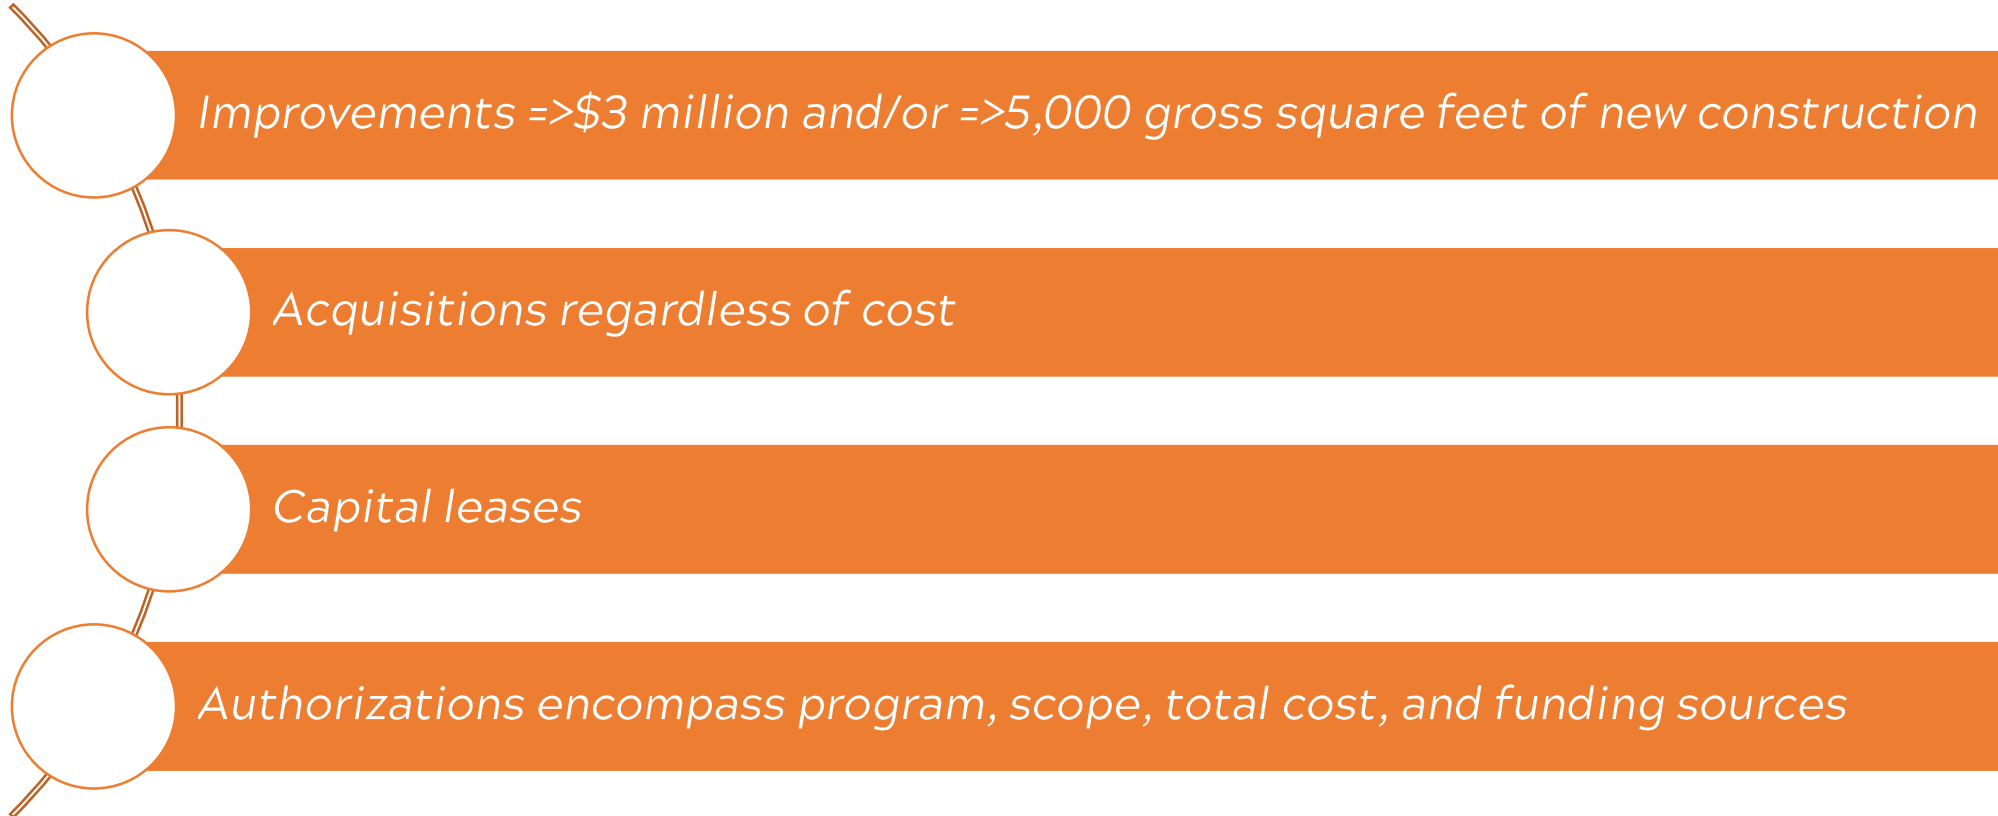 Improvements =>$3 million and/or =>5,000 gross square feet of new construction
Acquisitions regardless of cost
Capital leases
Authorizations encompass program, scope, total cost, and funding sources